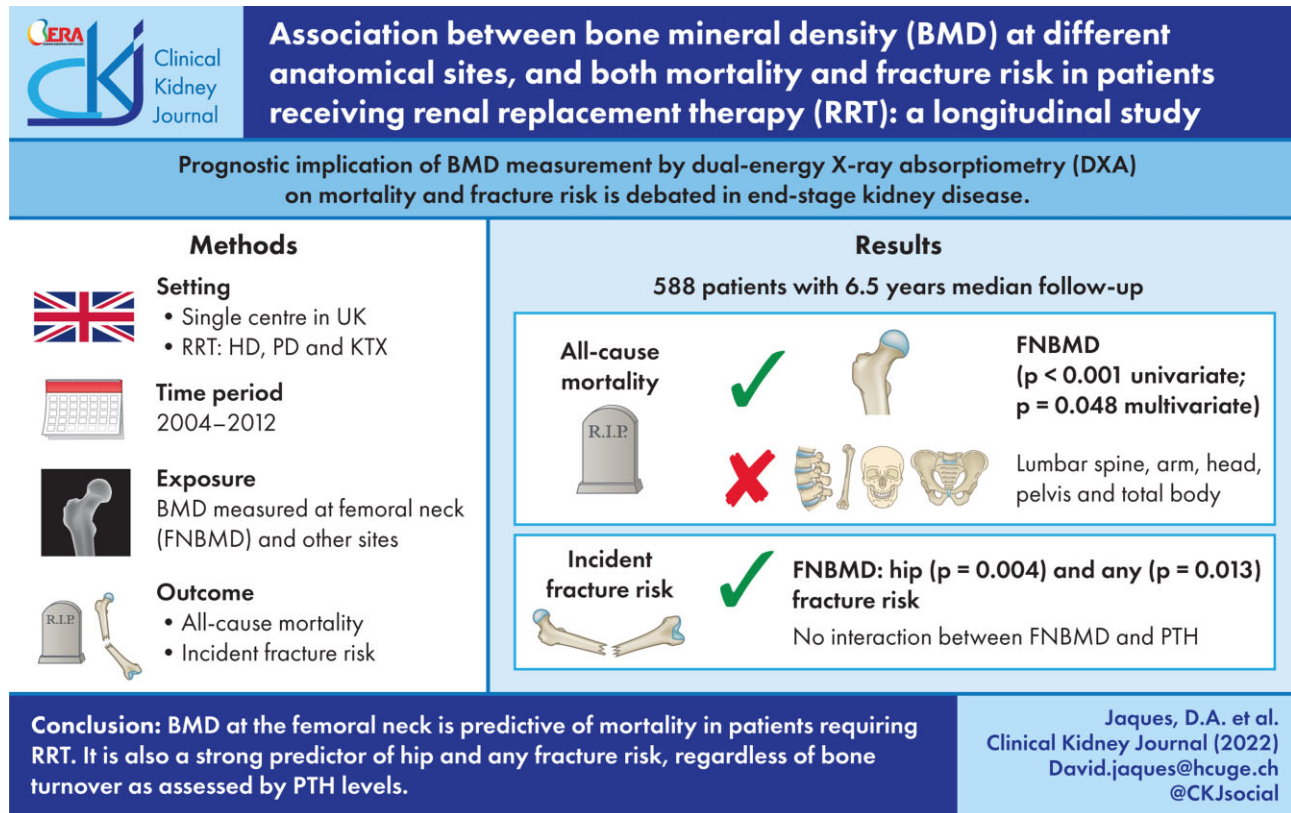 ERA
CKJ
Clinical
Kidney
Journal
Association between bone mineral density (BMD) at different
anatomical sites, and both mortality and fracture risk in patients
receiving renal replacement therapy (RRT): a longitudinal study
Prognostic implication of BMD measurement by dual-energy X-ray absorptiometry (DXA)
on mortality and fracture risk is debated in end-stage kidney disease.
Methods
Setting
• Single centre in UK
• RRT: HD, PD and KTX
Time period
2004–2012
Exposure
BMD measured at femoral neck
(FNBMD) and other sites
R.I.P.
Outcome
• All-cause mortality
• Incident fracture risk
Results
588 patients with 6.5 years median follow-up
All-cause
mortality
R.I.P.
FNBMD
(p < 0.001 univariate;
p = 0.048 multivariate)
Lumbar spine, arm, head,
pelvis and total body
Incident
fracture risk
FNBMD: hip (p = 0.004) and any (p = 0.013)
fracture risk
No interaction between FNBMD and PTH
Conclusion: BMD at the femoral neck is predictive of mortality in patients requiring
RRT. It is also a strong predictor of hip and any fracture risk, regardless of bone
turnover as assessed by PTH levels.
Jaques, D.A. et al.
Clinical Kidney Journal (2022)
David.jaques@hcuge.ch
@CKJsocial